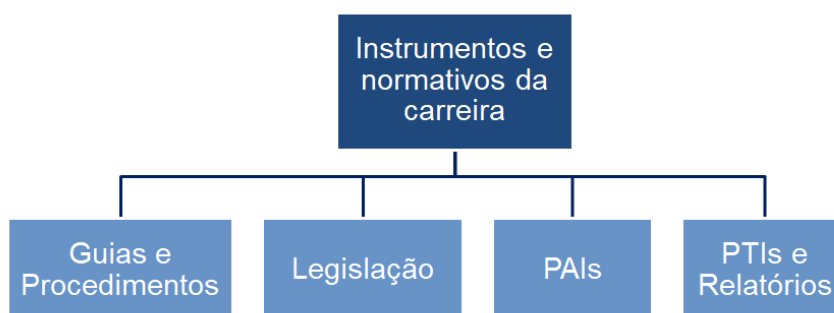 Instrumentos e
normativos da
carreira
Guias e
Procedimentos
Legislação
PAIs
PTIs e
Relatórios